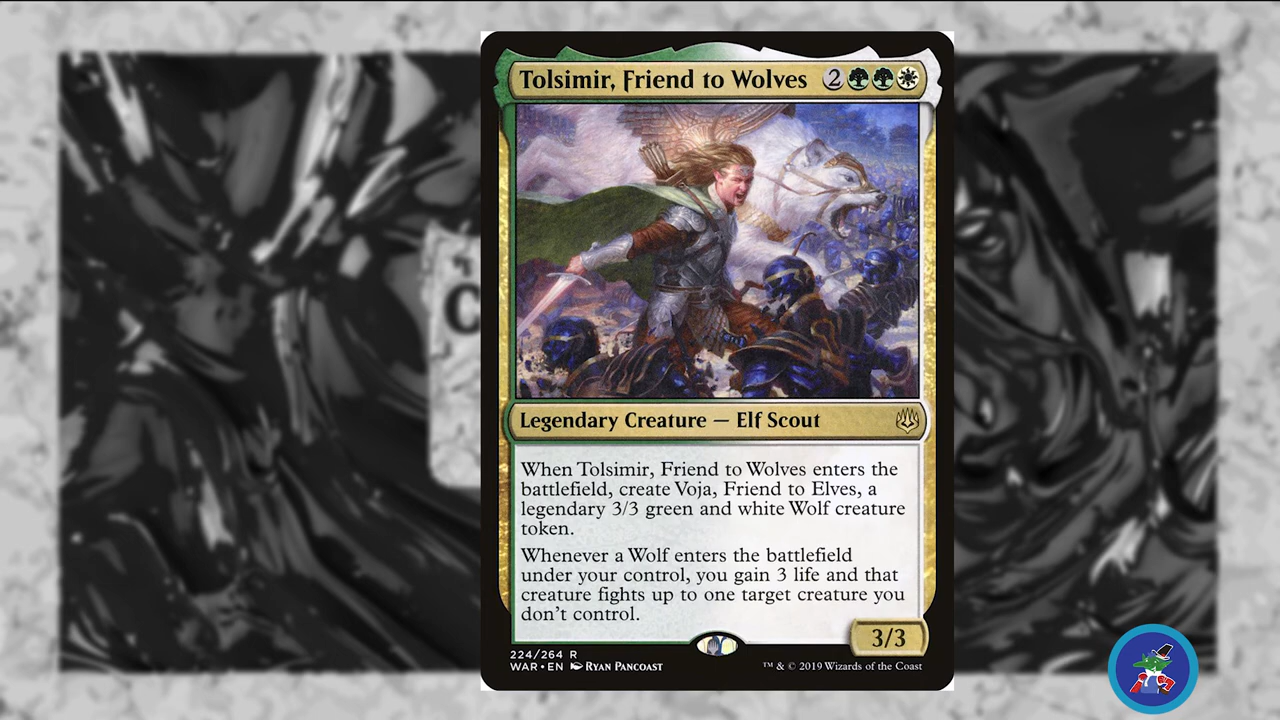 Tolsimir, Friend to Wolves 2
Legendary Creature — Elf Scout
When Tolsimir, Friend to Wolves enters the
battlefield, create Voja, Friend to Elves, a
legendary 3/3 green and white Wolf creature
token.
Whenever a Wolf enters the battlefield
under your control, you gain 3 life and that
creature fights up to one target creature you
don't control.
3/3
224/264 R
WAR • EN Ryan Pancoast
™ & © 2019 Wizards of the Coast